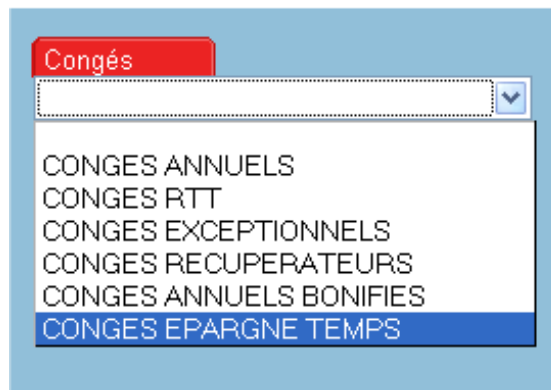 Congés
CONGES ANNUELS
CONGES RTT
CONGES EXCEPTIONNELS
CONGES RECUPERATEURS
CONGES ANNUELS BONIFIES
CONGES EPARGNE TEMPS